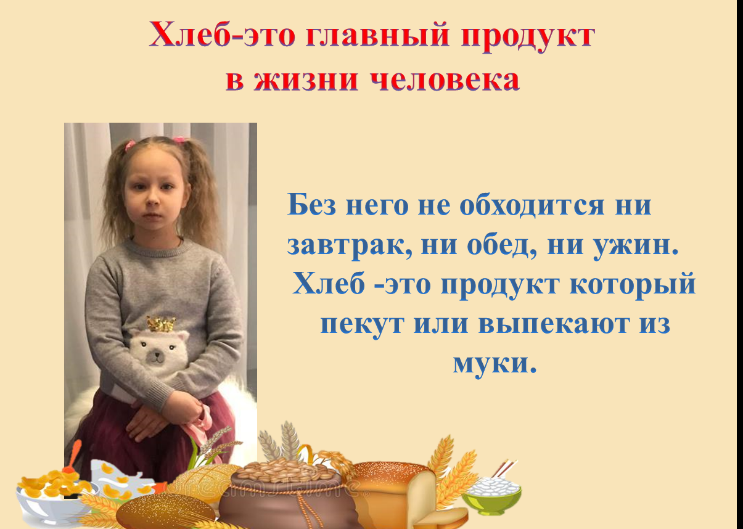 Хлеб-это главный продукт
в жизни человека
Без него не обходится ни
завтрак, ни обед, ни ужин.
Хлеб -это продукт который
пекут или выпекают из
муки.